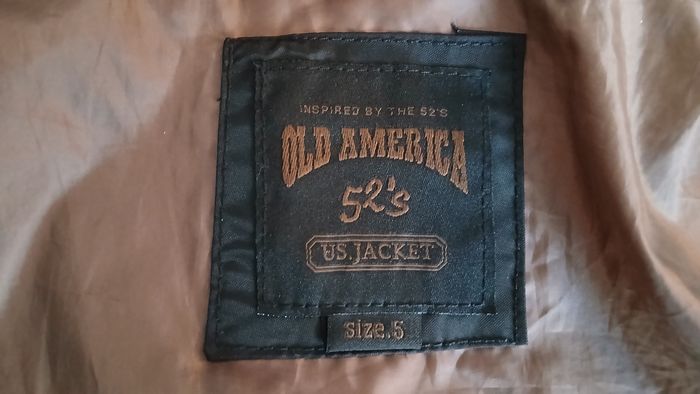 INSPIRED BY THE 52'S
OLD AMERICA
52's
US.JACKET
Size.5